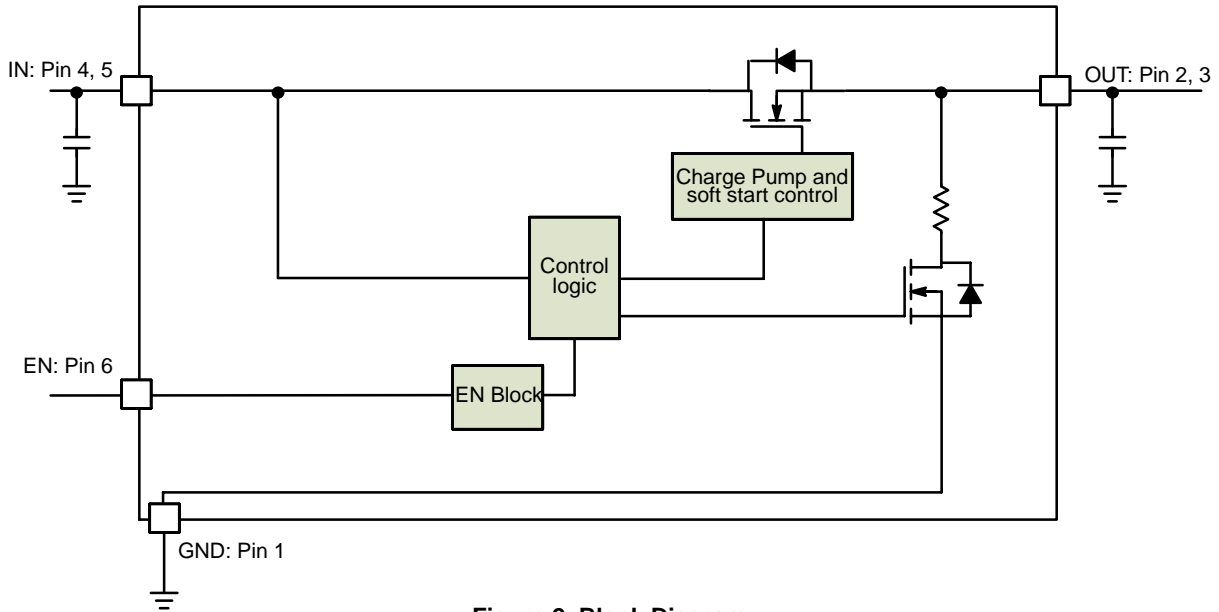 IN: Pin 4, 5
OUT: Pin 2, 3
Charge Pump and
soft start control
Control
logic
EN: Pin 6
EN Block
GND: Pin 1